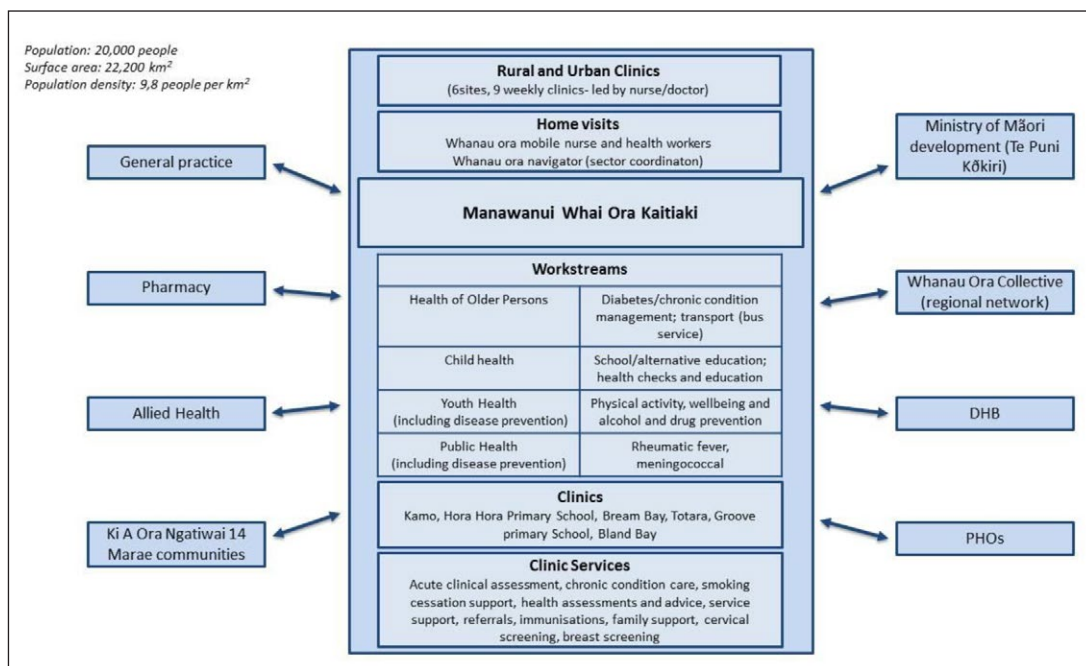 Population: 20,000 people
Surface area: 22,200 km²
Population density: 9,8 people per km²
Rural and Urban Clinics
(6sites, 9 weekly clinics- led by nurse/doctor)
Home visits
Whanau ora mobile nurse and health workers
Whanau ora navigator (sector coordinaton)
Manawanui Whai Ora Kaitiaki
General practice
Pharmacy
Allied Health
Ki A Ora Ngatiwai 14
Marae communities
Workstreams
Health of Older Persons
Diabetes/chronic condition
management; transport (bus
service)
Child health
School/alternative education;
health checks and education
Youth Health
(including disease prevention)
Physical activity, wellbeing and
alcohol and drug prevention
Public Health
(including disease prevention)
Rheumatic fever,
meningococcal
Clinics
Kamo, Hora Hora Primary School, Bream Bay, Totara, Groove
primary School, Bland Bay
Clinic Services
Acute clinical assessment, chronic condition care, smoking
cessation support, health assessments and advice, service
support, referrals, immunisations, family support, cervical
screening, breast screening
Ministry of Mãori
development (Te Puni
Kðkiri)
Whanau Ora Collective
(regional network)
DHB
PHOs